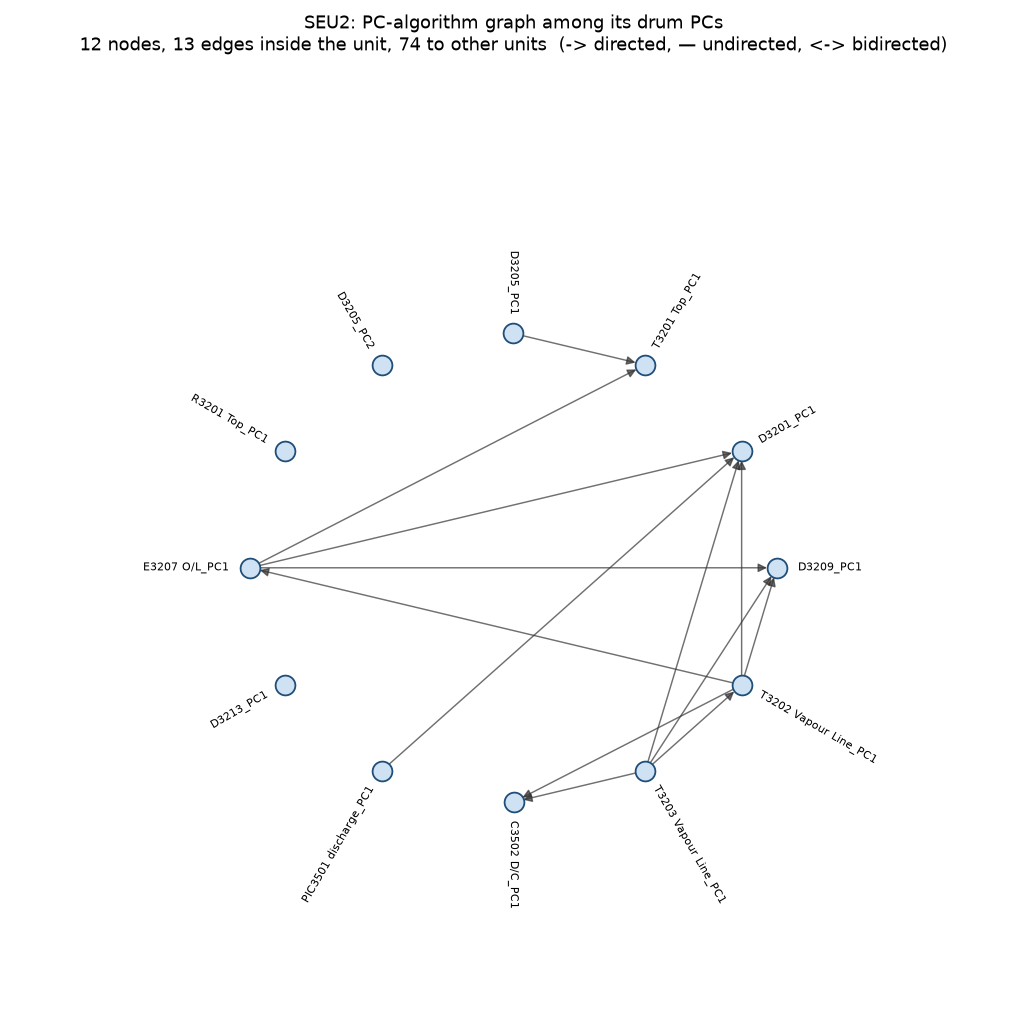 SEU2: PC-algorithm graph among its drum PCs
12 nodes, 13 edges inside the unit, 74 to other units  (-> directed, — undirected, <-> bidirected)
D3205_PC1
T3201 Top_PC1
D3205_PC2
R3201 Top_PC1
D3201_PC1
E3207 O/L_PC1
D3209_PC1
D3213_PC1
T3202 Vapour Line_PC1
PIC3501 discharge_PC1
C3502 D/C_PC1
T3203 Vapour Line_PC1